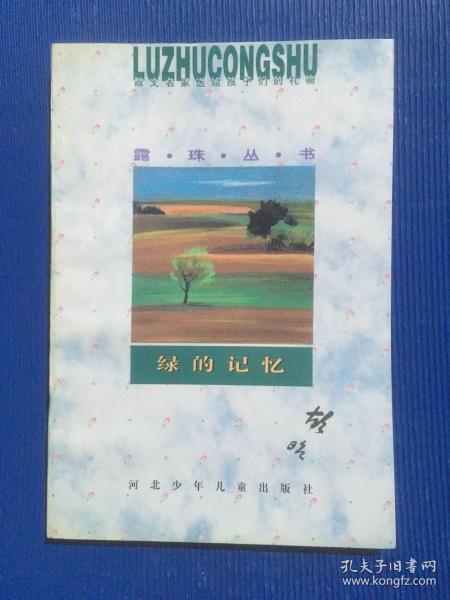 LUZHUCONGSHU
散文名家送给孩子们的礼物
露·珠·丛·书
绿的记忆
河北少年儿童出版社
孔夫子旧书网
www.kongfz.com